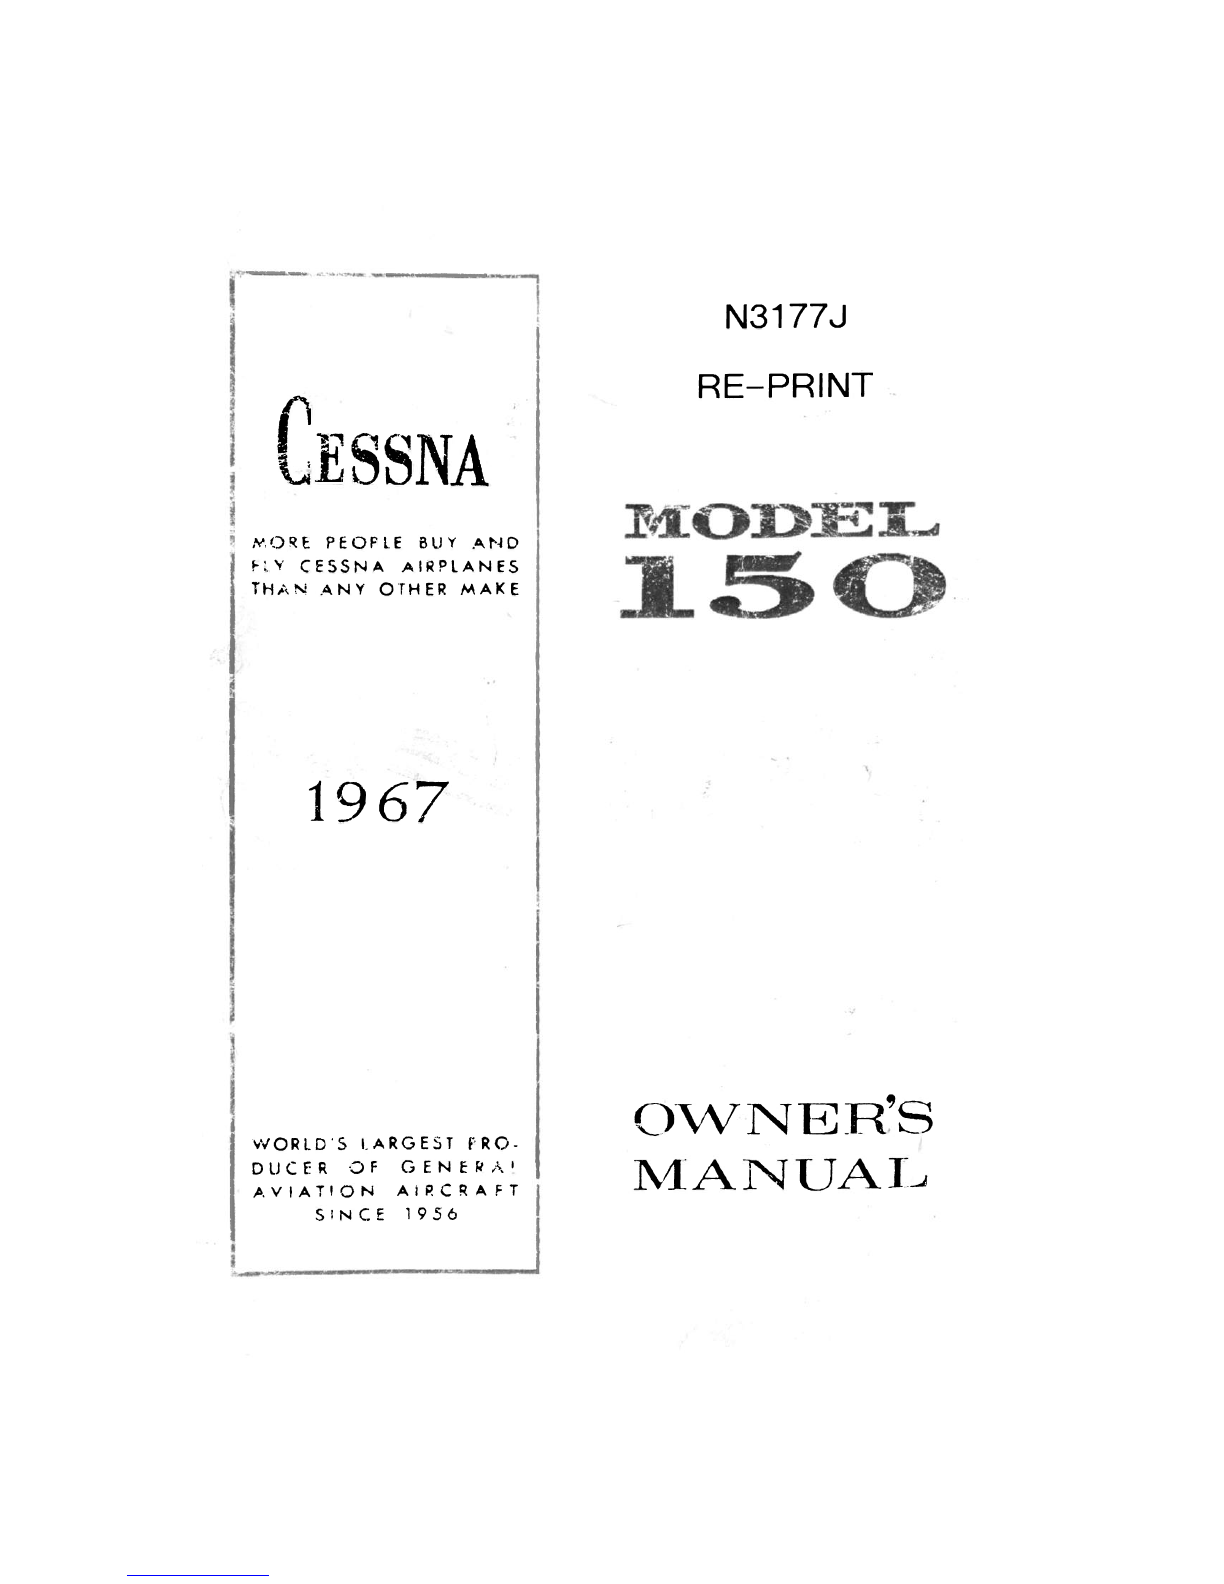 CESSNA
MORE PEOPLE BUY AND
FLY CESSNA AIRPLANES
THAN ANY OTHER MAKE
1967
WORLD'S LARGEST PRO-
DUCER OF GENERAL
AVIATION AIRCRAFT
SINCE 1956
N3177J
RE-PRINT
MODEL
150
OWNER'S
MANUAL